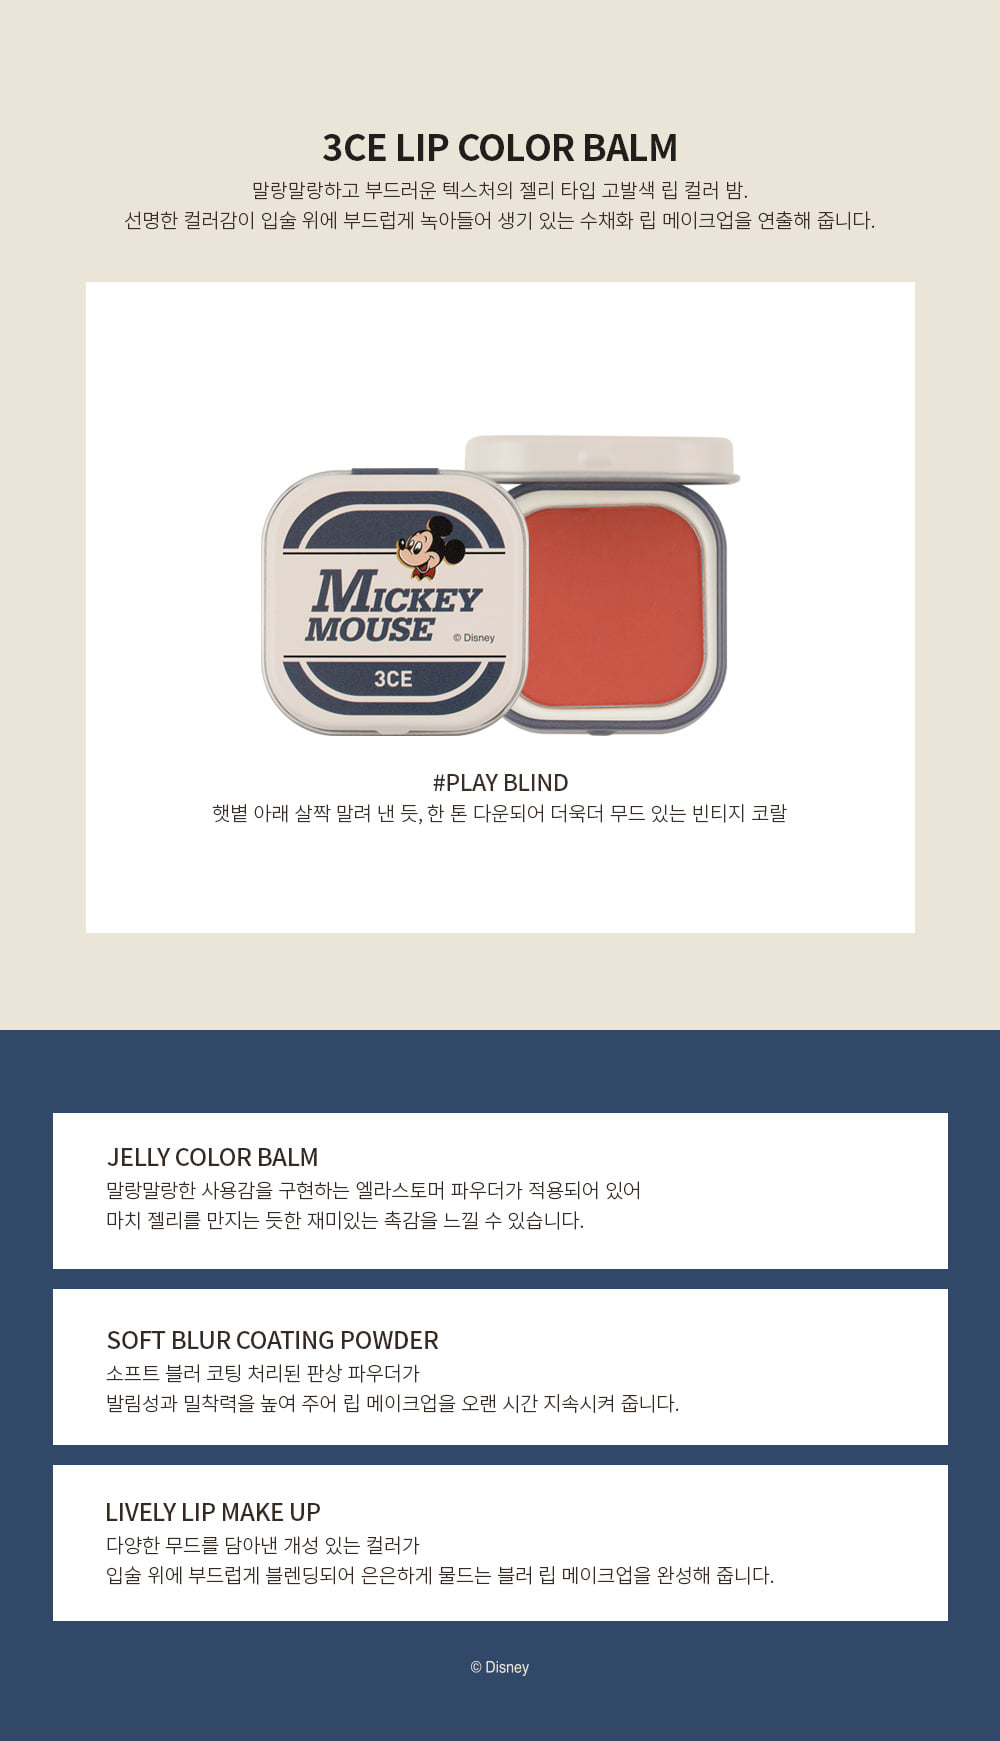 3CE LIP COLOR BALM
말랑말랑하고 부드러운 텍스처의 젤리 타입 고발색 립 컬러 밤.
선명한 컬러감이 입술 위에 부드럽게 녹아들어 생기 있는 수채화 립 메이크업을 연출해 줍니다.
MICKEY
MOUSE
© Disney
3CE
#PLAY BLIND
햇볕 아래 살짝 말려 낸 듯, 한 톤 다운되어 더욱더 무드 있는 빈티지 코랄
JELLY COLOR BALM
말랑말랑한 사용감을 구현하는 엘라스토머 파우더가 적용되어 있어
마치 젤리를 만지는 듯한 재미있는 촉감을 느낄 수 있습니다.
SOFT BLUR COATING POWDER
소프트 블러 코팅 처리된 판상 파우더가
발림성과 밀착력을 높여 주어 립 메이크업을 오랜 시간 지속시켜 줍니다.
LIVELY LIP MAKE UP
다양한 무드를 담아낸 개성 있는 컬러가
입술 위에 부드럽게 블렌딩되어 은은하게 물드는 블러 립 메이크업을 완성해 줍니다.
© Disney